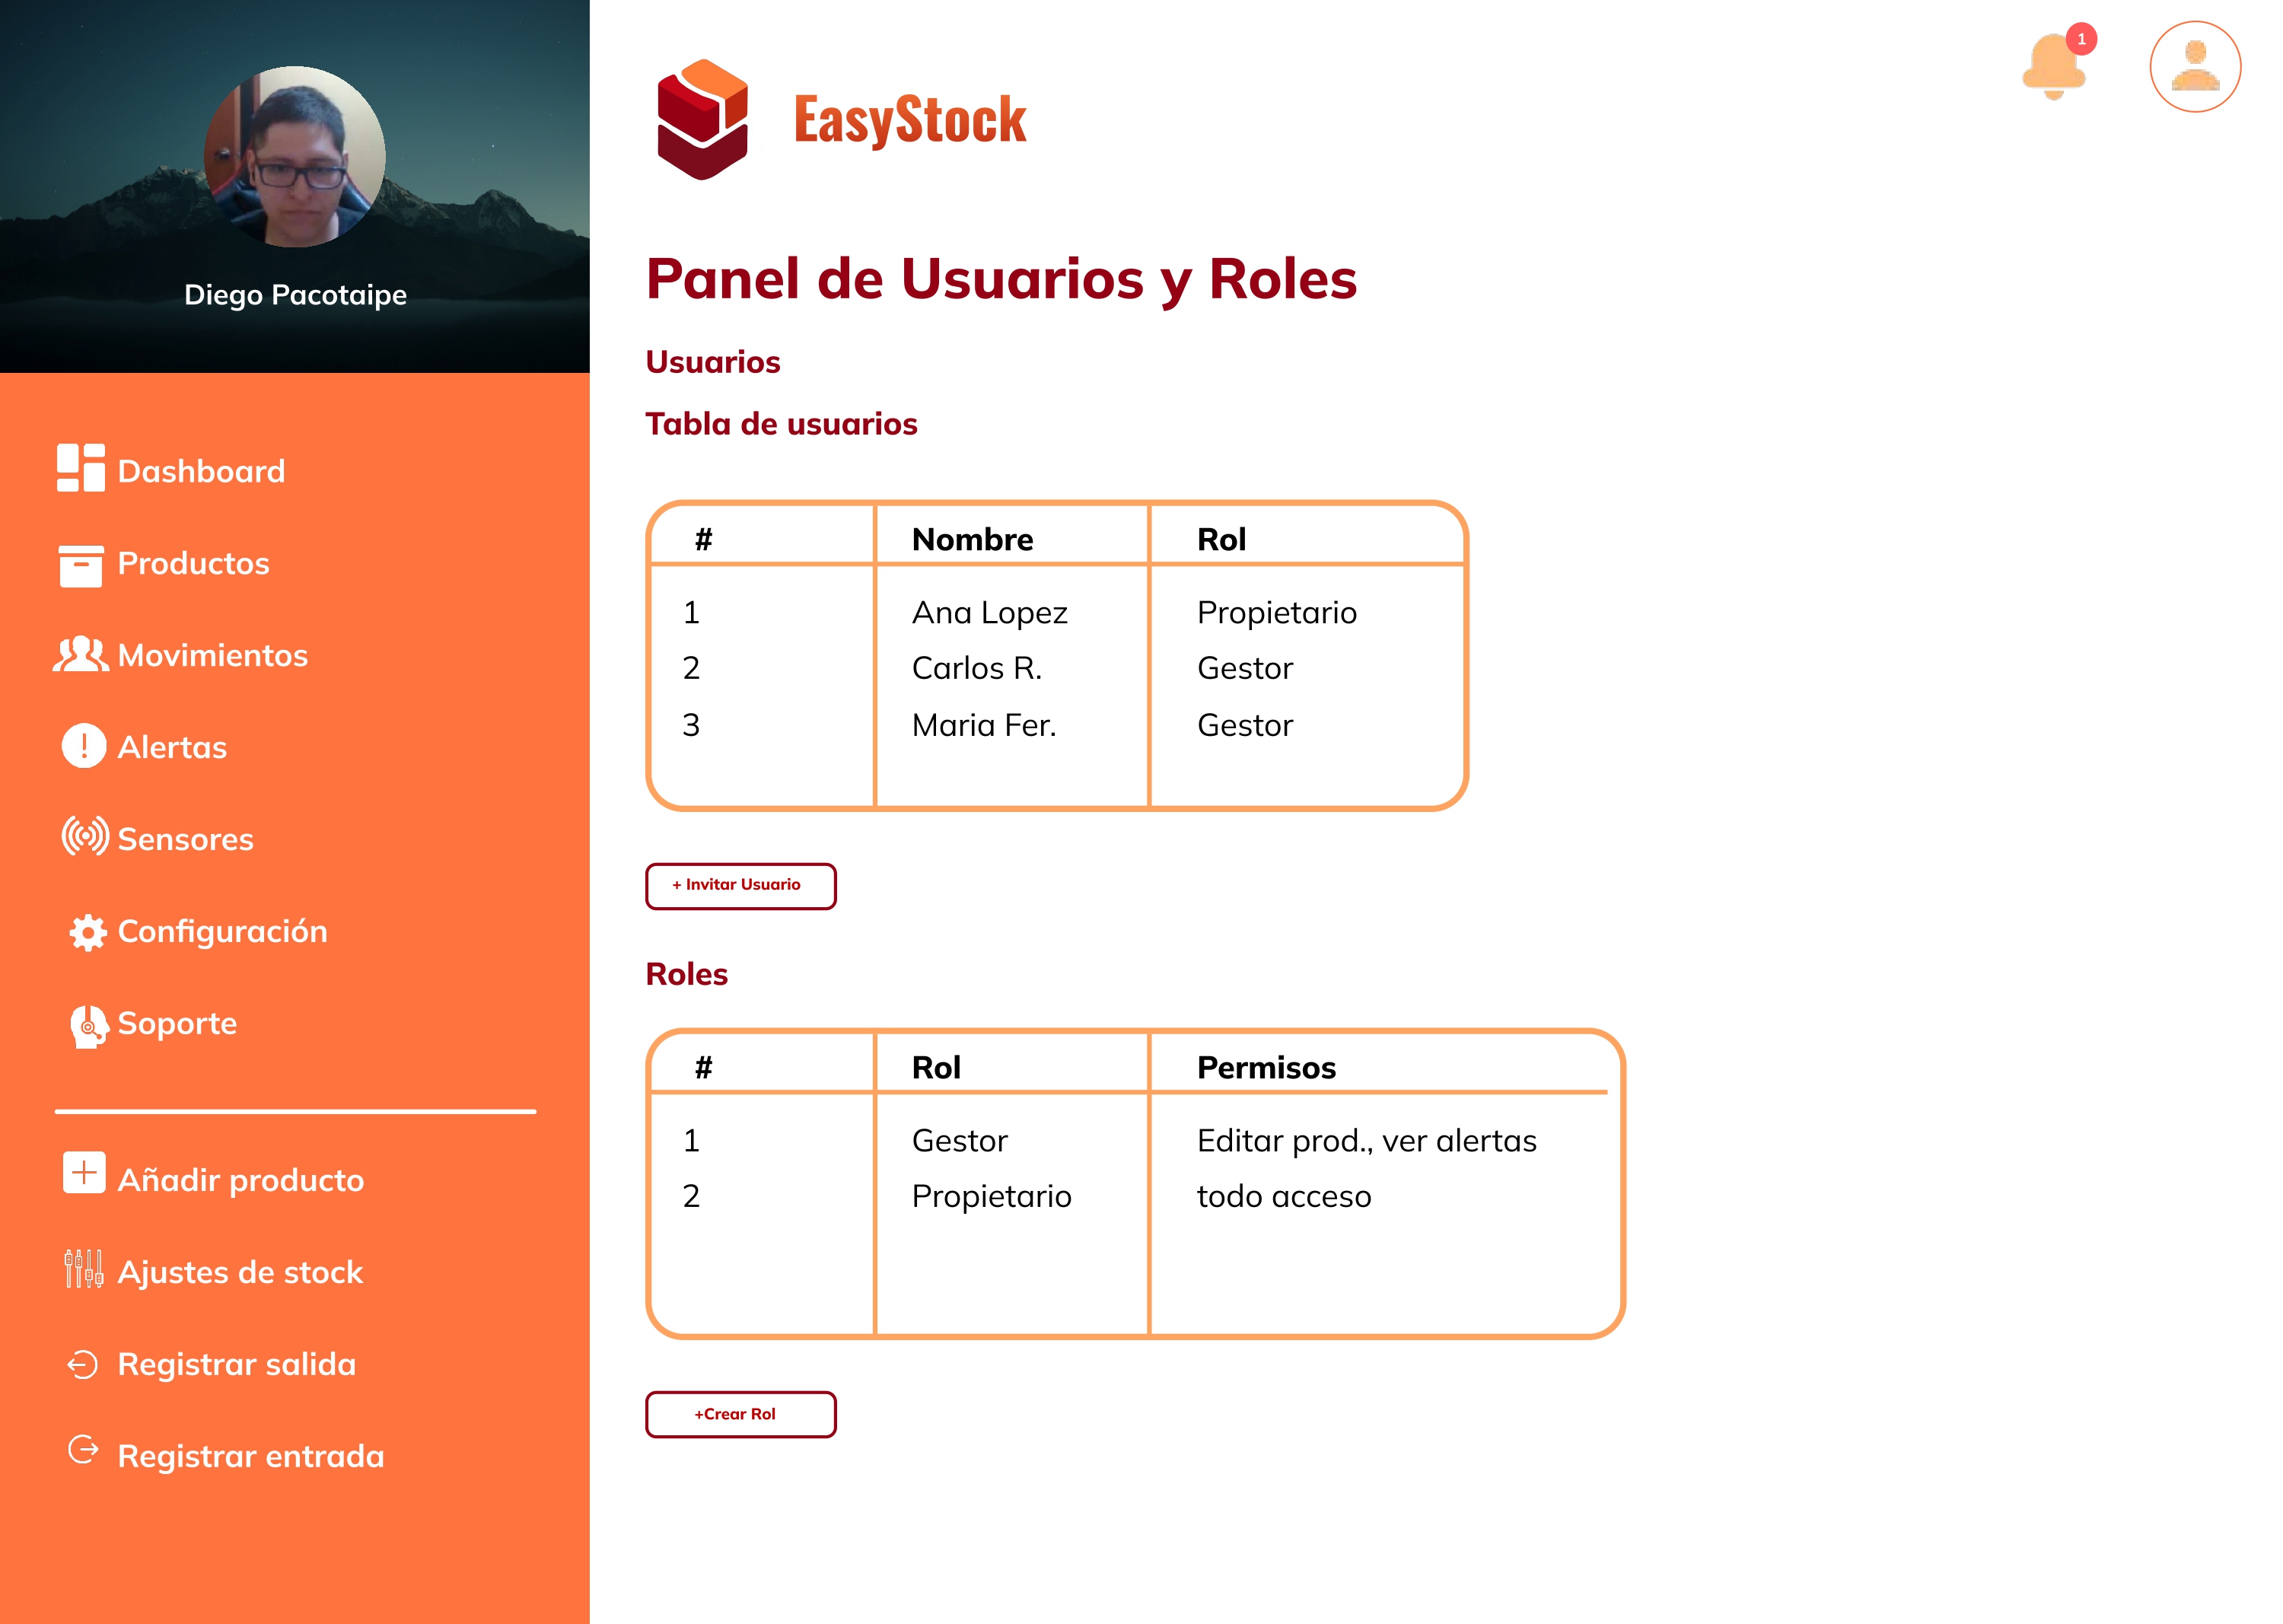 Diego Pacotaipe
Dashboard
Productos
Movimientos
Alertas
Sensores
Configuración
Soporte
Añadir producto
Ajustes de stock
Registrar salida
Registrar entrada
1
EasyStock
Panel de Usuarios y Roles
Usuarios
Tabla de usuarios
# Nombre Rol
1 Ana Lopez Propietario
2 Carlos R. Gestor
3 Maria Fer. Gestor
+ Invitar Usuario
Roles
# Rol Permisos
1 Gestor Editar prod., ver alertas
2 Propietario todo acceso
+Crear Rol